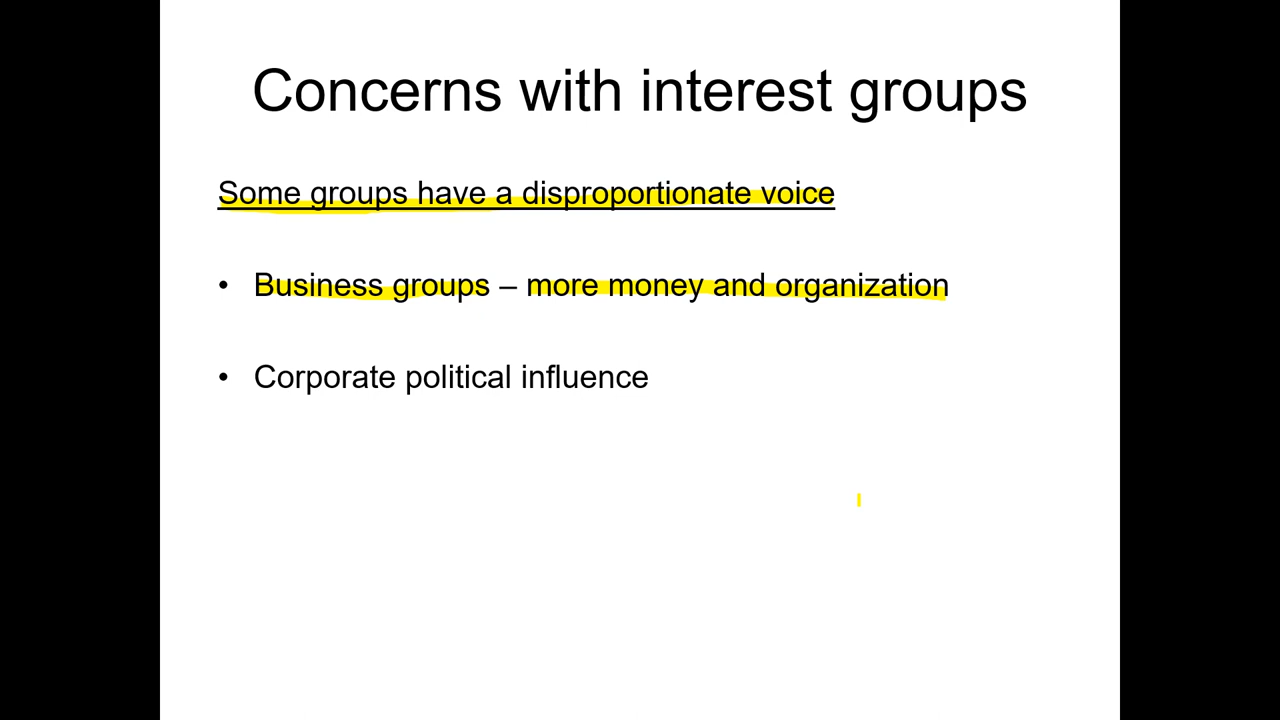 Concerns with interest groups
Some groups have a disproportionate voice
• Business groups – more money and organization
• Corporate political influence